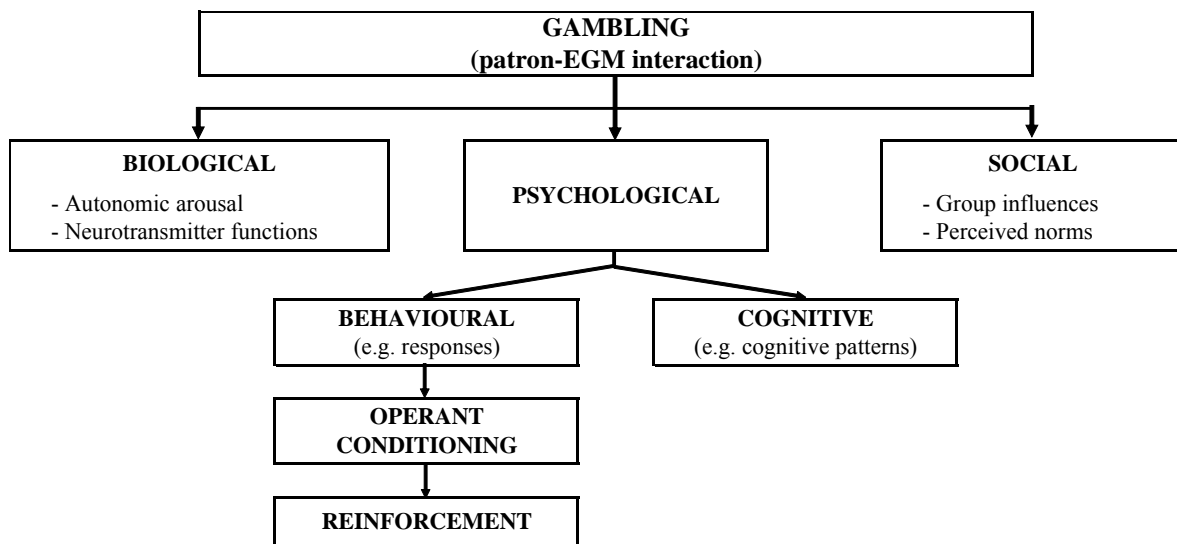 GAMBLING
(patron-EGM interaction)
BIOLOGICAL
- Autonomic arousal
- Neurotransmitter functions
PSYCHOLOGICAL
SOCIAL
- Group influences
- Perceived norms
BEHAVIOURAL
(e.g. responses)
COGNITIVE
(e.g. cognitive patterns)
OPERANT
CONDITIONING
REINFORCEMENT